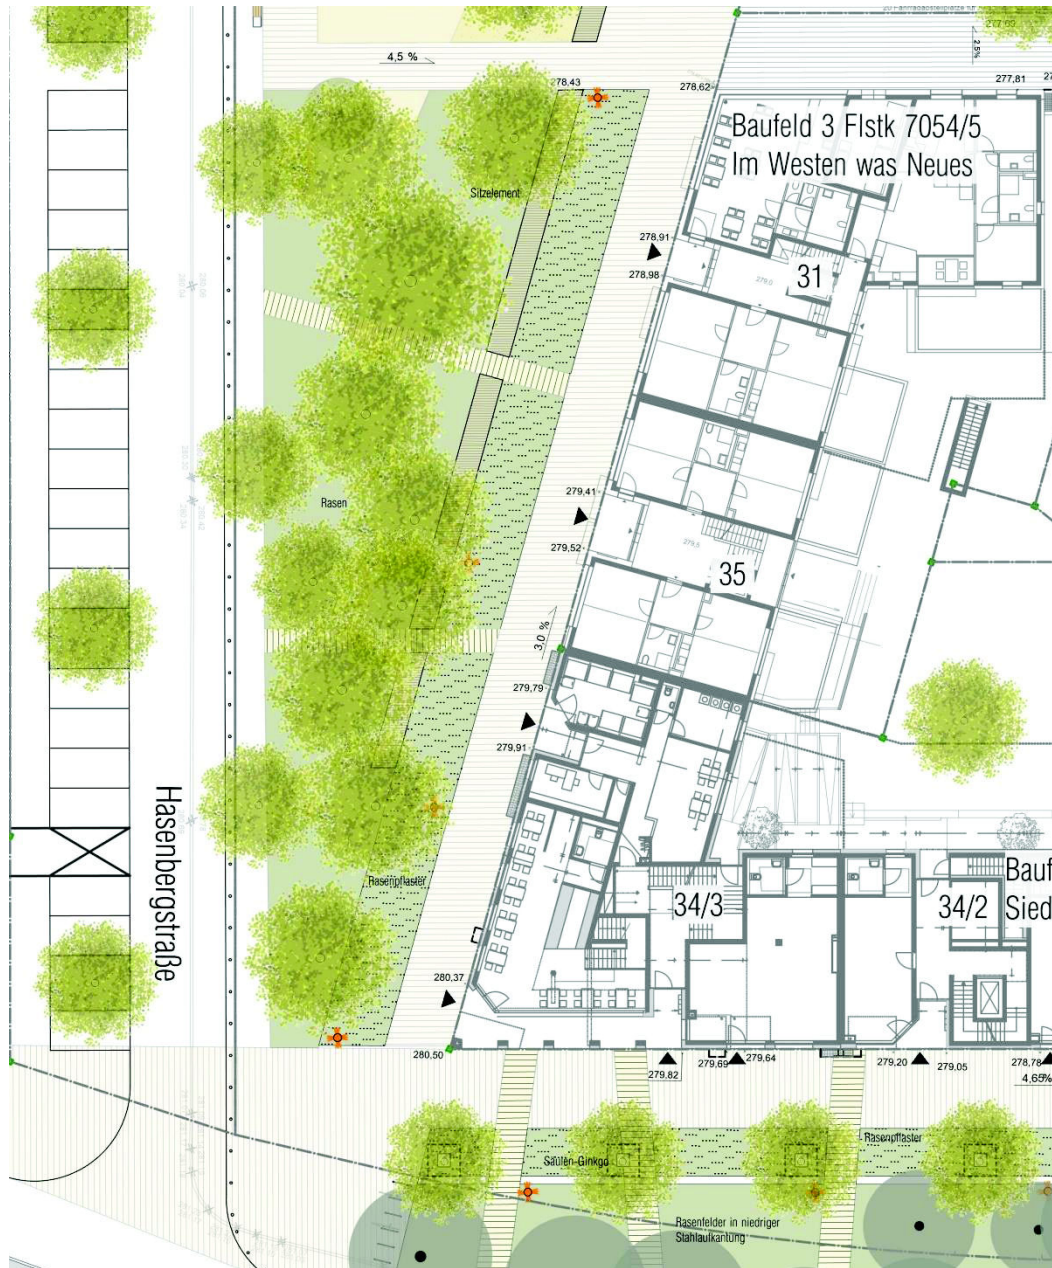 4,5 %
2,5%
277,81
278,43
278,62
Baufeld 3 Flstk 7054/5
Im Westen was Neues
Sitzelement
278,91
278,98
31
279,41
Rasen
279,52
35
3,0 %
279,79
279,91
Hasenbergstraße
Rasenpflaster
Bauf
Sied
34/3
34/2
280,37
280,50
279,82
279,69
279,64
279,20
279,05
278,78
4,65%
Rasenpflaster
Säulen-Ginkgo
Rasenfelder in niedriger
Stahlaufkantung